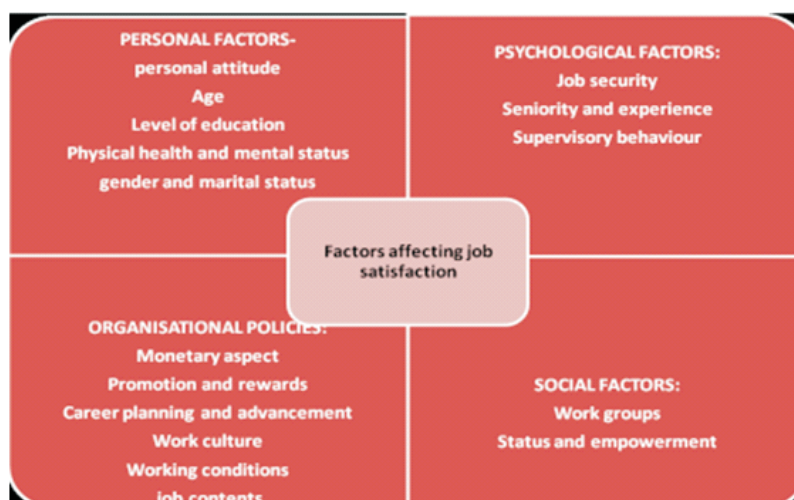 PERSONAL FACTORS-
personal attitude
Age
Level of education
Physical health and mental status
gender and marital status
PSYCHOLOGICAL FACTORS:
Job security
Seniority and experience
Supervisory behaviour
Factors affecting job
satisfaction
ORGANISATIONAL POLICIES:
Monetary aspect
Promotion and rewards
Career planning and advancement
Work culture
Working conditions
job contents
SOCIAL FACTORS:
Work groups
Status and empowerment